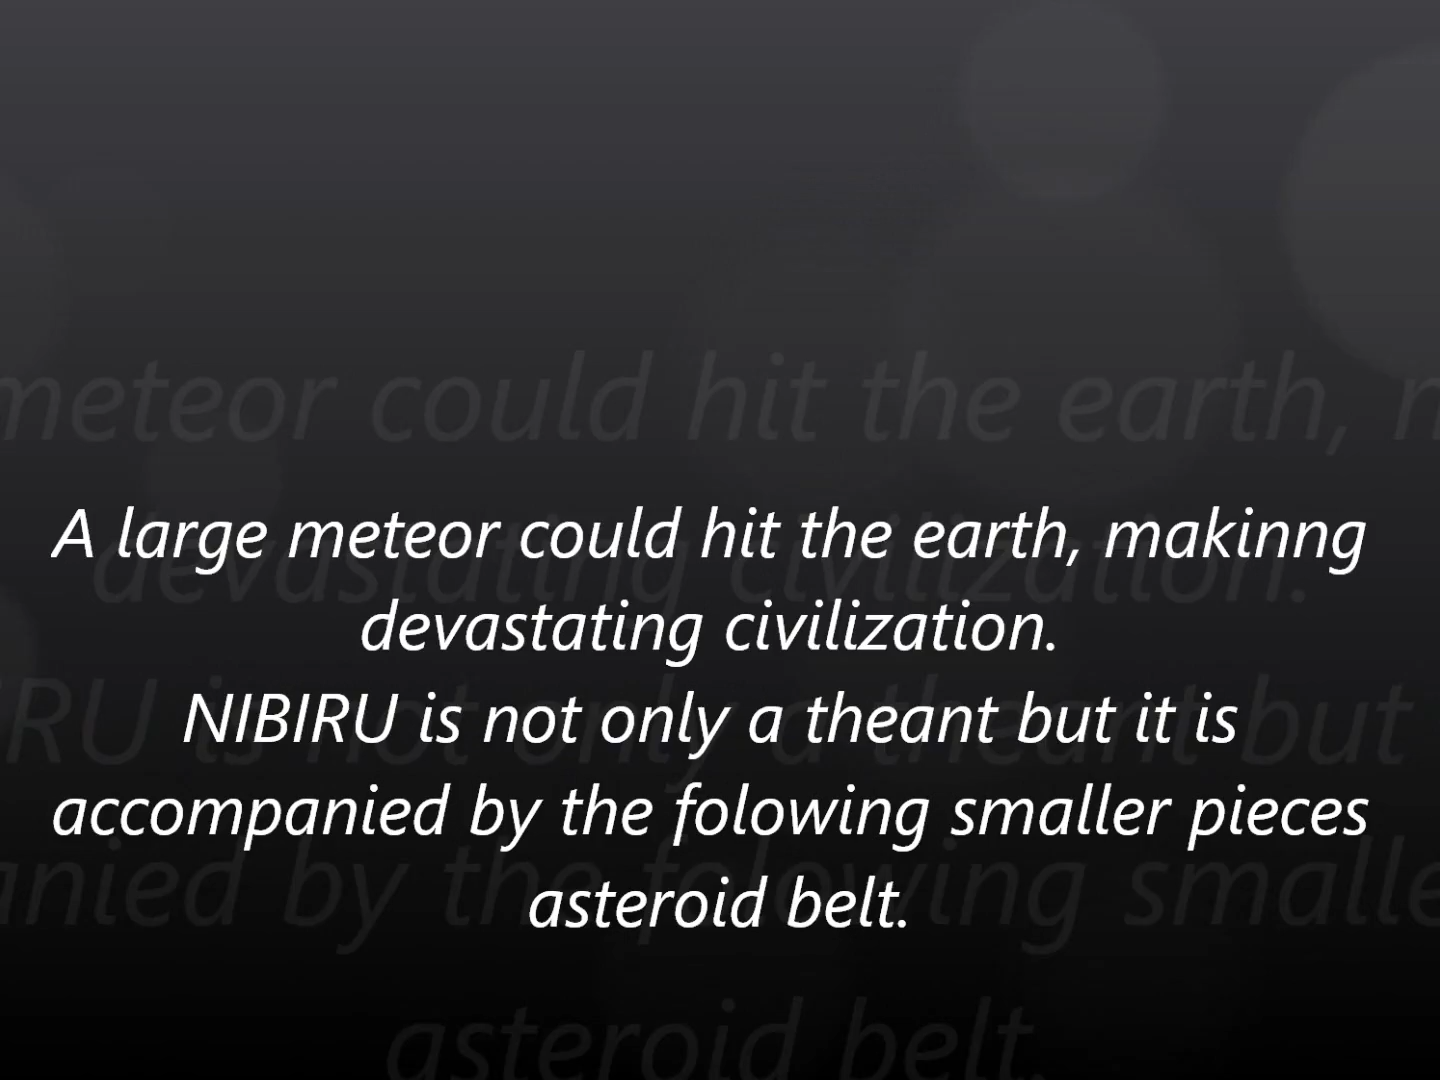 A large meteor could hit the earth, makinng
devastating civilization.
NIBIRU is not only a theant but it is
accompanied by the folowing smaller pieces
asteroid belt.